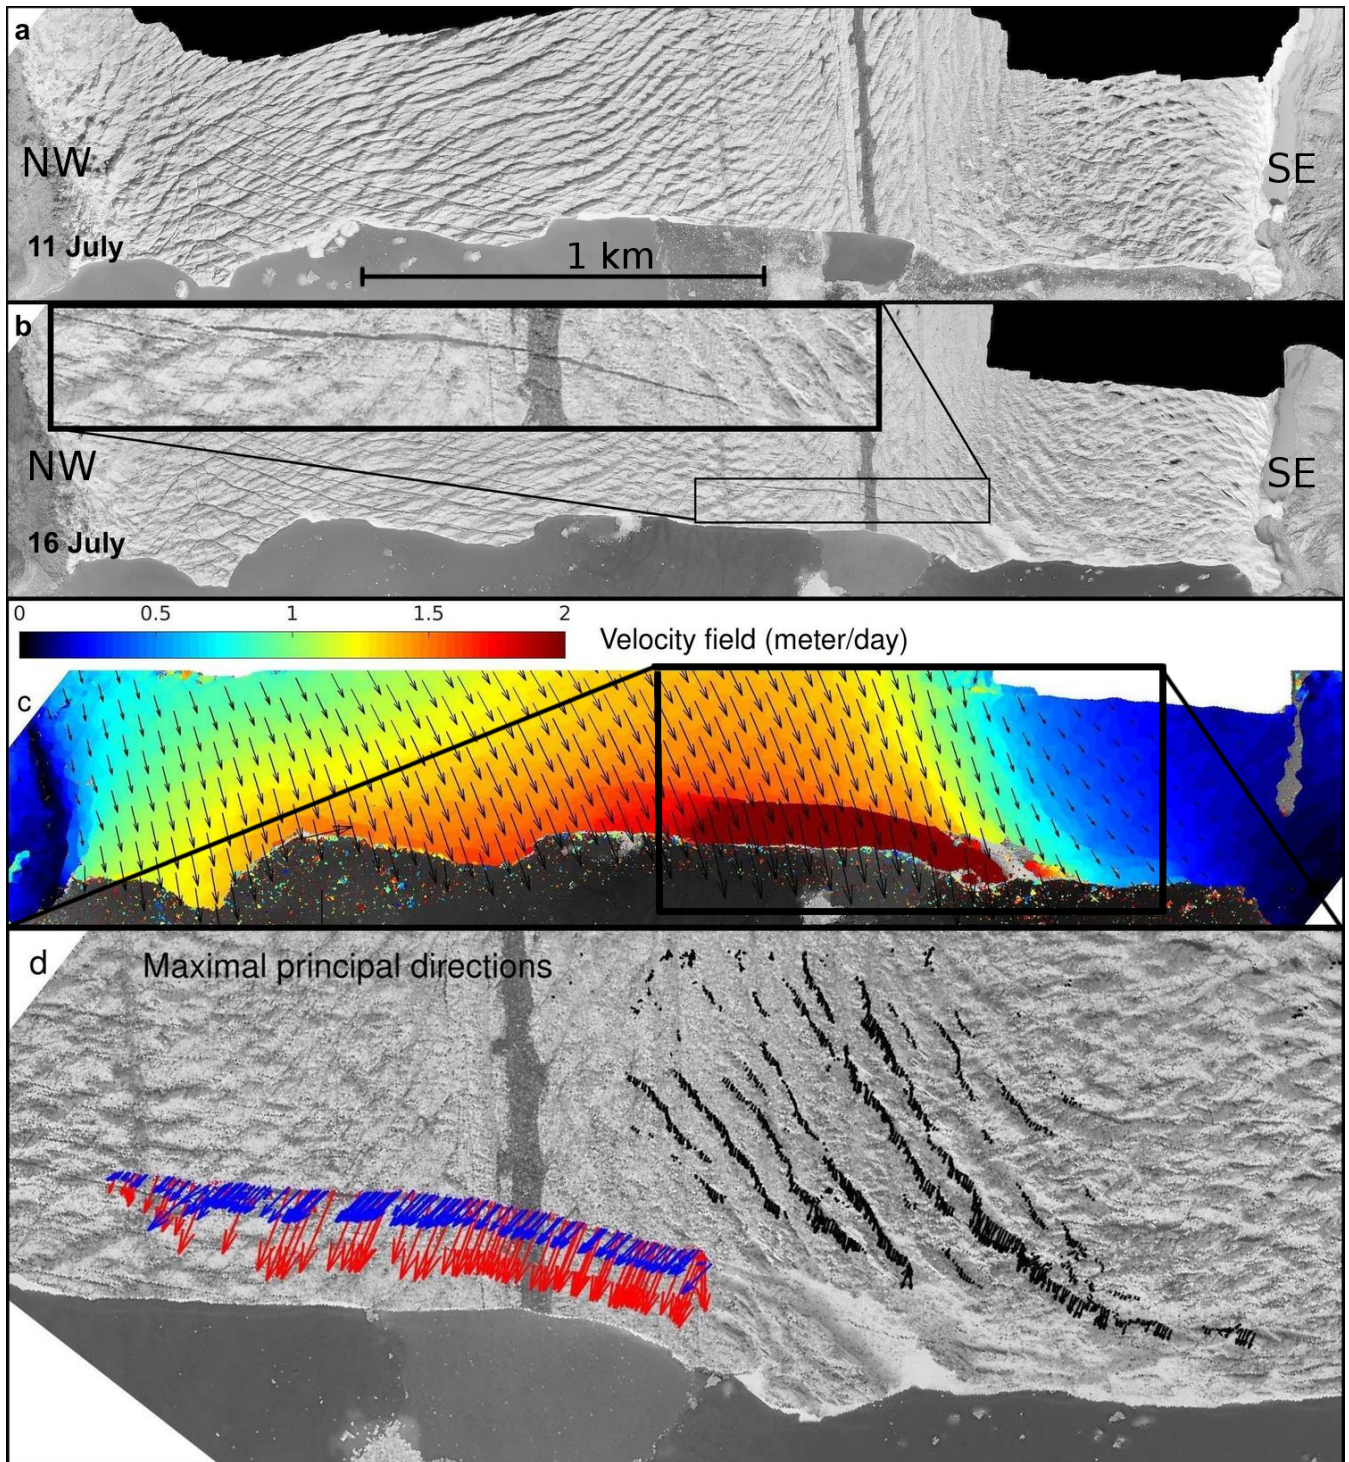 a
NW
SE
11 July
1 km
b
NW
SE
16 July
0 0.5 1 1.5 2
Velocity field (meter/day)
c
d
Maximal principal directions